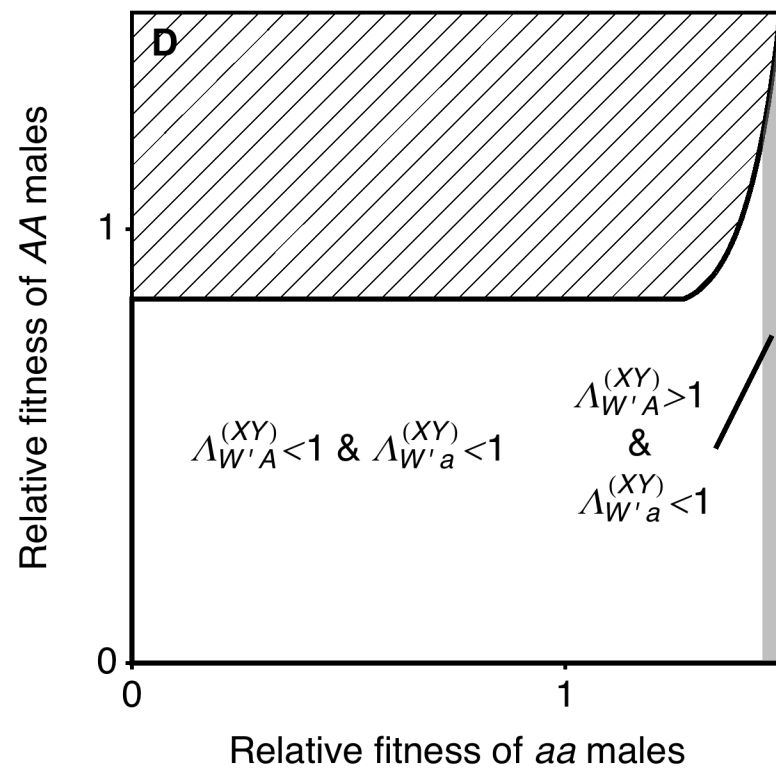 D
Relative fitness of AA males
1
Λ_{W'A}^{(XY)}<1 & Λ_{W'a}^{(XY)}<1
Λ_{W'A}^{(XY)}>1
&
Λ_{W'a}^{(XY)}<1
0
0 1
Relative fitness of aa males